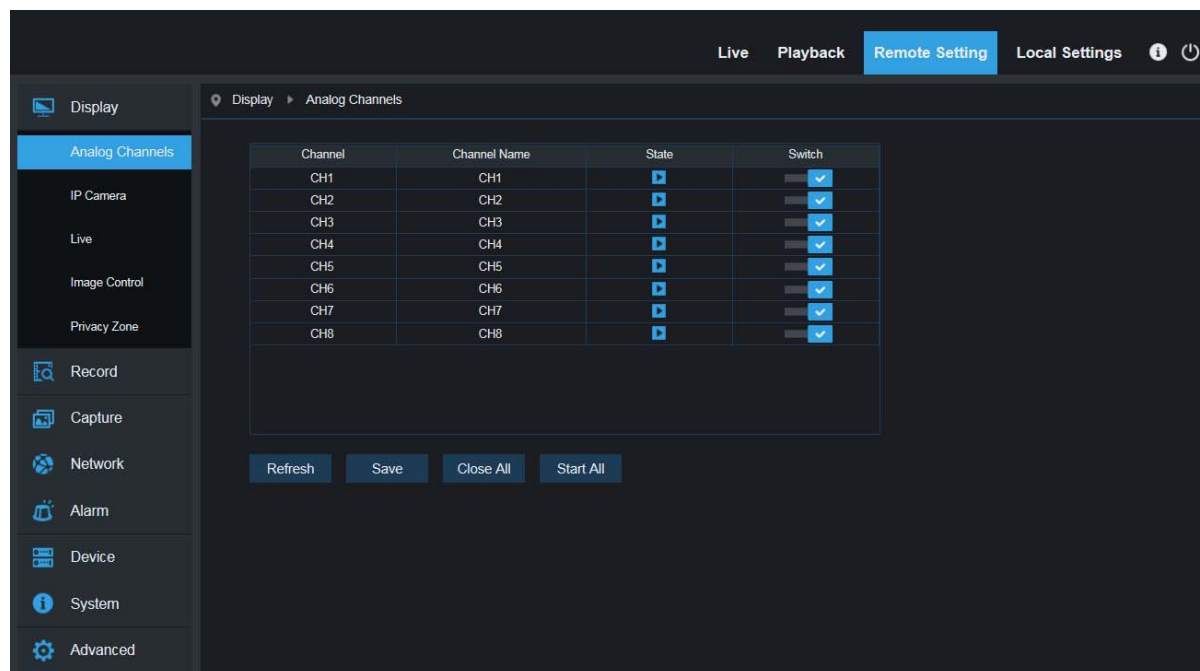 Live Playback Remote Setting Local Settings
Display
Display Analog Channels
Analog Channels
IP Camera
Live
Image Control
Privacy Zone
Record
Capture
Network
Alarm
Device
System
Advanced
Channel Channel Name State Switch
CH1 CH1
CH2 CH2
CH3 CH3
CH4 CH4
CH5 CH5
CH6 CH6
CH7 CH7
CH8 CH8
Refresh Save Close All Start All